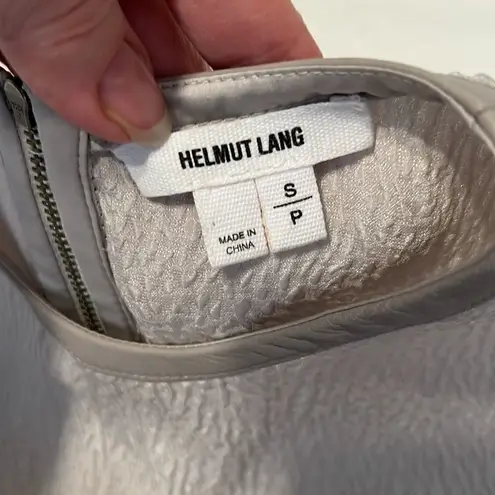 HELMUT LANG
S
P
MADE IN
CHINA